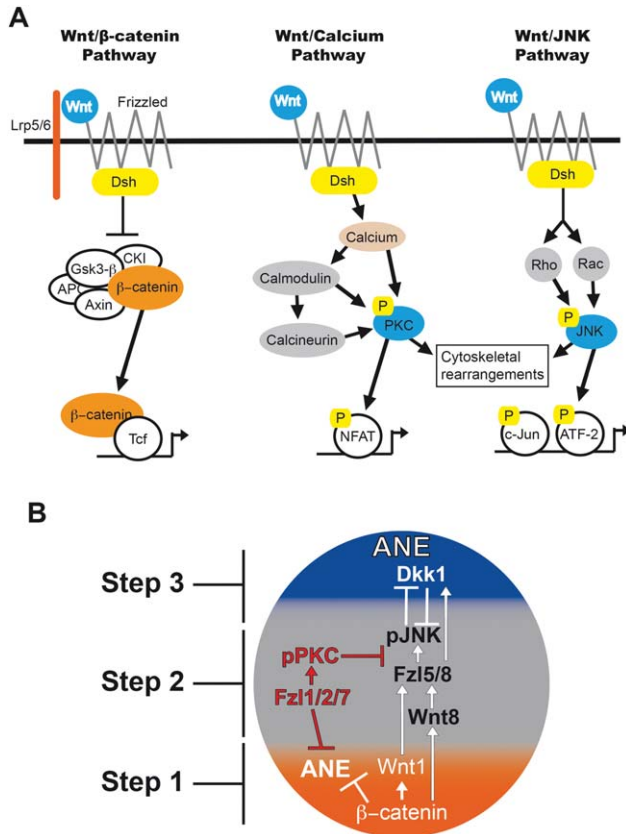 A
Wnt/β-catenin
Pathway
Wnt/Calcium
Pathway
Wnt/JNK
Pathway
Wnt
Frizzled
Lrp5/6
Dsh
Wnt
Dsh
Wnt
Dsh
CKI
Gsk3-β
APC
Axin
β-catenin
β-catenin
Tcf
Calcium
Calmodulin
Calcineurin
P
PKC
Cytoskeletal
rearrangements
P
NFAT
Rho
Rac
P
JNK
P
c-Jun
P
ATF-2
B
Step 3
Step 2
Step 1
ANE
Dkk1
pJNK
pPKC
Fzl5/8
Fzl1/2/7
Wnt8
ANE
Wnt1
β-catenin